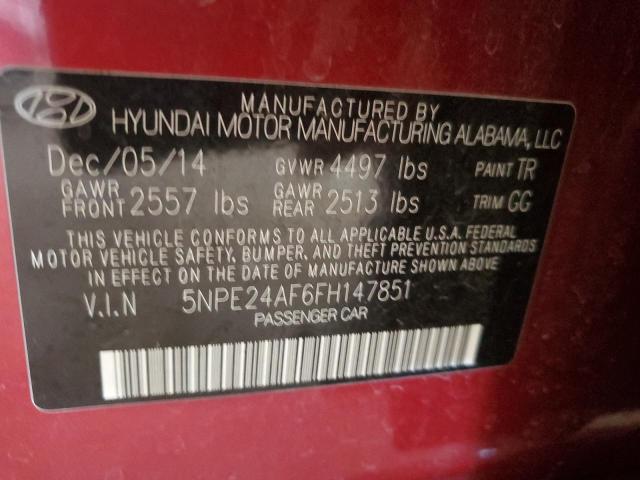 MANUFACTURED BY
HYUNDAI MOTOR MANUFACTURING ALABAMA, LLC
Dec/05/14 GVWR 4497 lbs PAINT TR
GAWR FRONT 2557 lbs GAWR REAR 2513 lbs TRIM GG
THIS VEHICLE CONFORMS TO ALL APPLICABLE U.S.A. FEDERAL
MOTOR VEHICLE SAFETY, BUMPER, AND THEFT PREVENTION STANDARDS
IN EFFECT ON THE DATE OF MANUFACTURE SHOWN ABOVE
V.I.N 5NPE24AF6FH147851
PASSENGER CAR